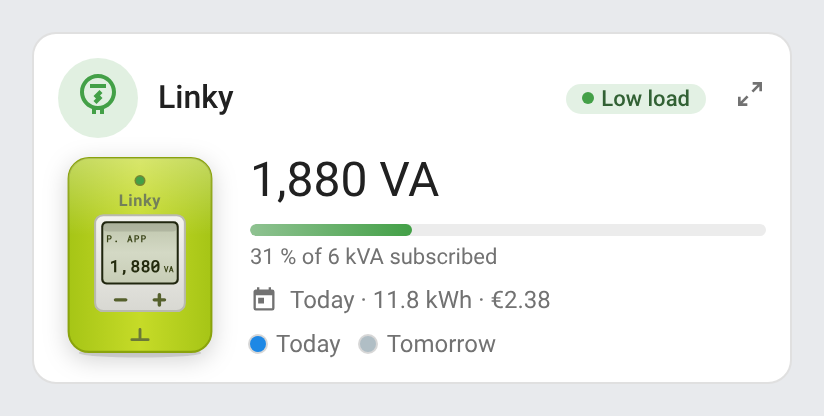 Linky
Low load
Linky
P. APP
1,880 VA
− +
1,880 VA
31 % of 6 kVA subscribed
Today · 11.8 kWh · €2.38
Today
Tomorrow